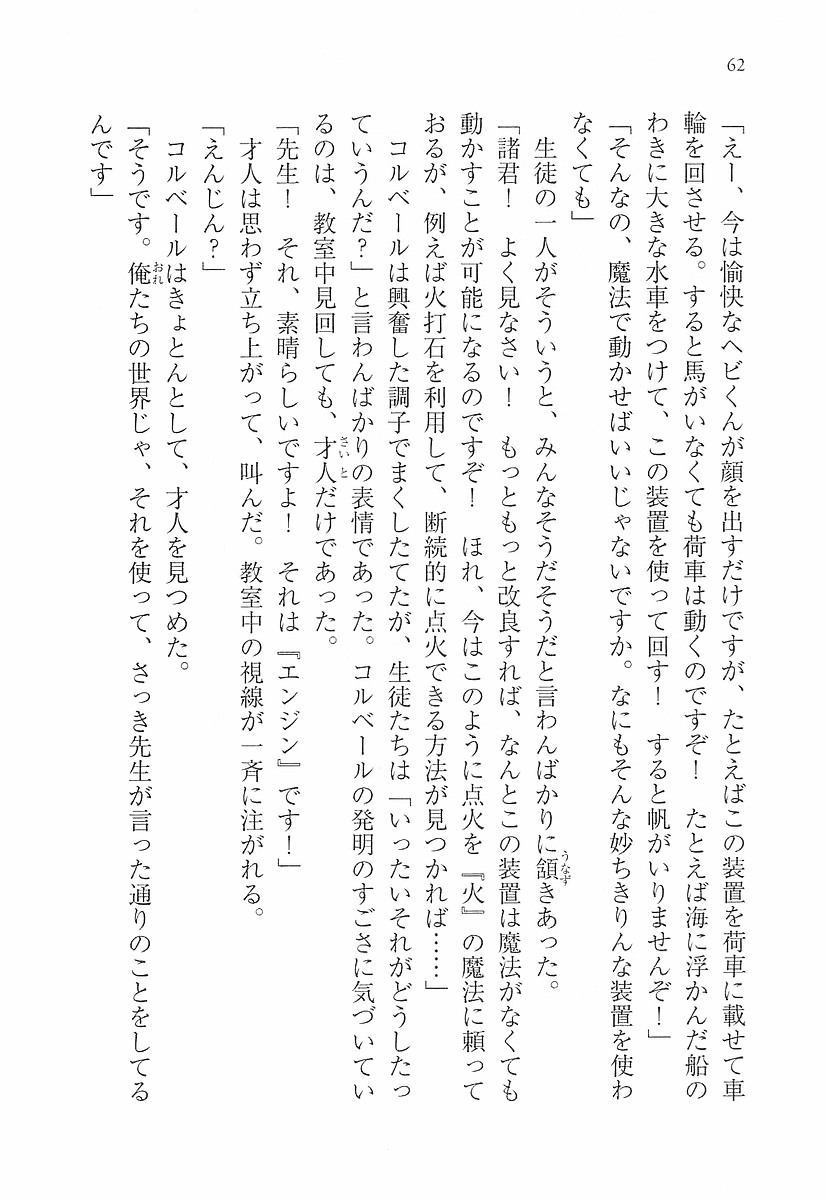 62
「えー、今は愉快なヘビくんが顔を出すだけですが、たとえばこの装置を荷車に載せて車
輪を回させる。すると馬がいなくても荷車は動くのですぞ！　たとえば海に浮かんだ船の
わきに大きな水車をつけて、この装置を使って回す！　すると帆がいりませんぞ！」
「そんなの、魔法で動かせばいいじゃないですか。なにもそんな妙ちきりんな装置を使わ
なくても」
　生徒の一人がそういうと、みんなそうだそうだと言わんばかりに頷きあった。
「諸君！　よく見なさい！　もっともっと改良すれば、なんとこの装置は魔法がなくても
動かすことが可能になるのですぞ！　ほれ、今はこのように点火を『火』の魔法に頼って
おるが、例えば火打石を利用して、断続的に点火できる方法が見つかれば……」
　コルベールは興奮した調子でまくしたてたが、生徒たちは「いったいそれがどうしたっ
ていうんだ？」と言わんばかりの表情であった。コルベールの発明のすごさに気づいてい
るのは、教室中見回しても、才人だけであった。
「先生！　それ、素晴らしいですよ！　それは『エンジン』です！」
　才人は思わず立ち上がって、叫んだ。教室中の視線が一斉に注がれる。
「えんじん？」
　コルベールはきょとんとして、才人を見つめた。
「そうです。俺たちの世界じゃ、それを使って、さっき先生が言った通りのことをしてる
んです」